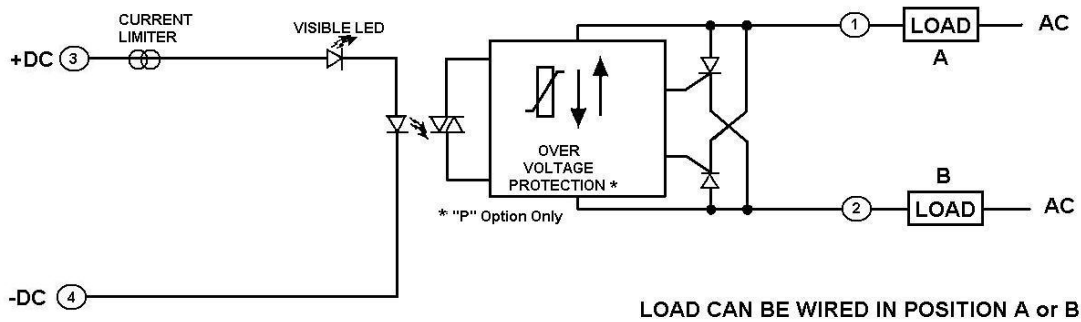 CURRENT
LIMITER
VISIBLE LED
+DC 3
1 LOAD AC
A
OVER
VOLTAGE
PROTECTION *
* "P" Option Only
B
2 LOAD AC
-DC 4
LOAD CAN BE WIRED IN POSITION A or B